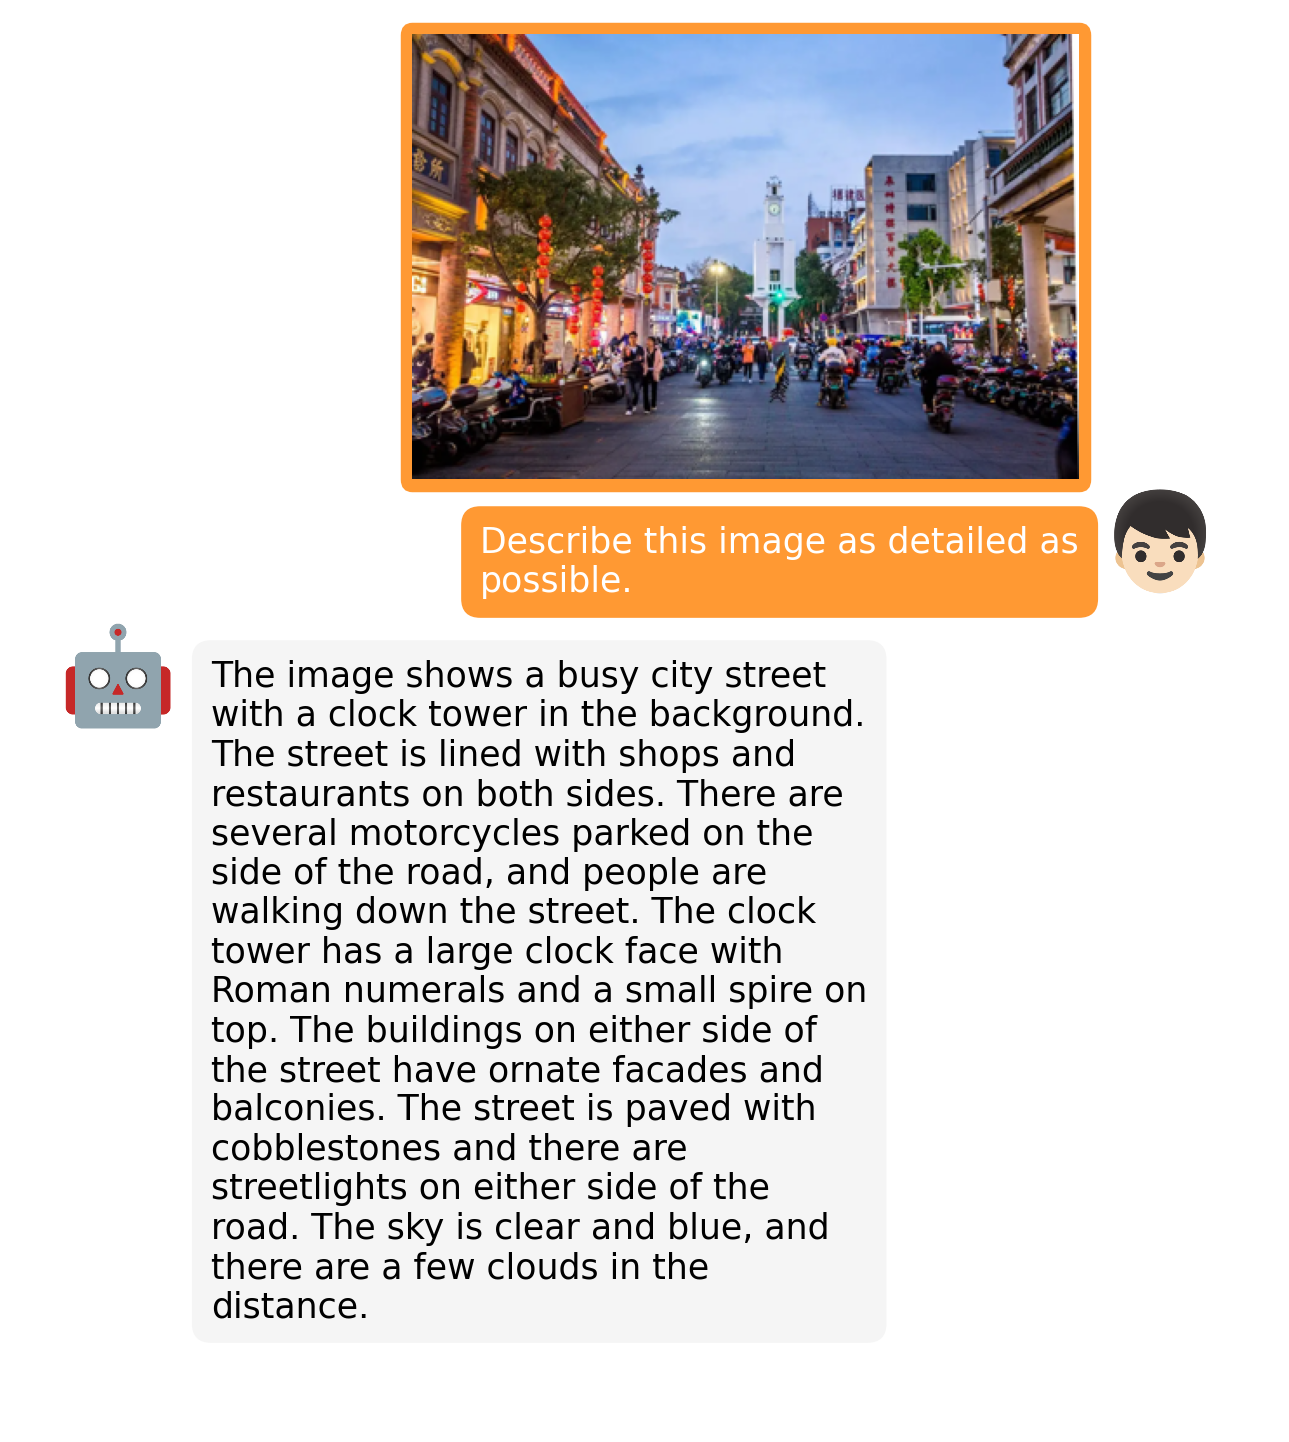 Describe this image as detailed as
possible.
The image shows a busy city street
with a clock tower in the background.
The street is lined with shops and
restaurants on both sides. There are
several motorcycles parked on the
side of the road, and people are
walking down the street. The clock
tower has a large clock face with
Roman numerals and a small spire on
top. The buildings on either side of
the street have ornate facades and
balconies. The street is paved with
cobblestones and there are
streetlights on either side of the
road. The sky is clear and blue, and
there are a few clouds in the
distance.